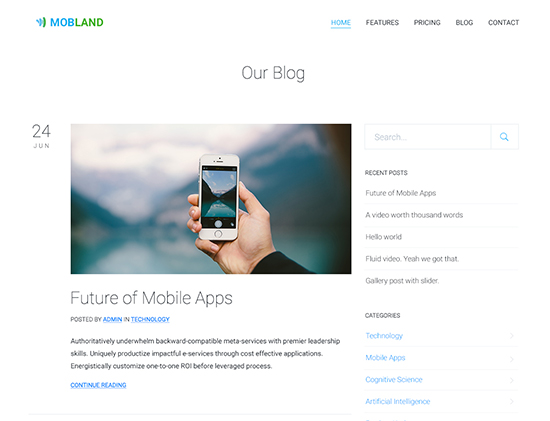 MOBLAND
HOME FEATURES PRICING BLOG CONTACT
Our Blog
24
JUN
Future of Mobile Apps
POSTED BY ADMIN IN TECHNOLOGY
Authoritatively underwhelm backward-compatible meta-services with premier leadership
skills. Uniquely productize impactful e-services through cost effective applications.
Energistically customize one-to-one ROI before leveraged process.
CONTINUE READING
Search...
RECENT POSTS
Future of Mobile Apps
A video worth thousand words
Hello world
Fluid video. Yeah we got that.
Gallery post with slider.
CATEGORIES
Technology
Mobile Apps
Cognitive Science
Artificial Intelligence